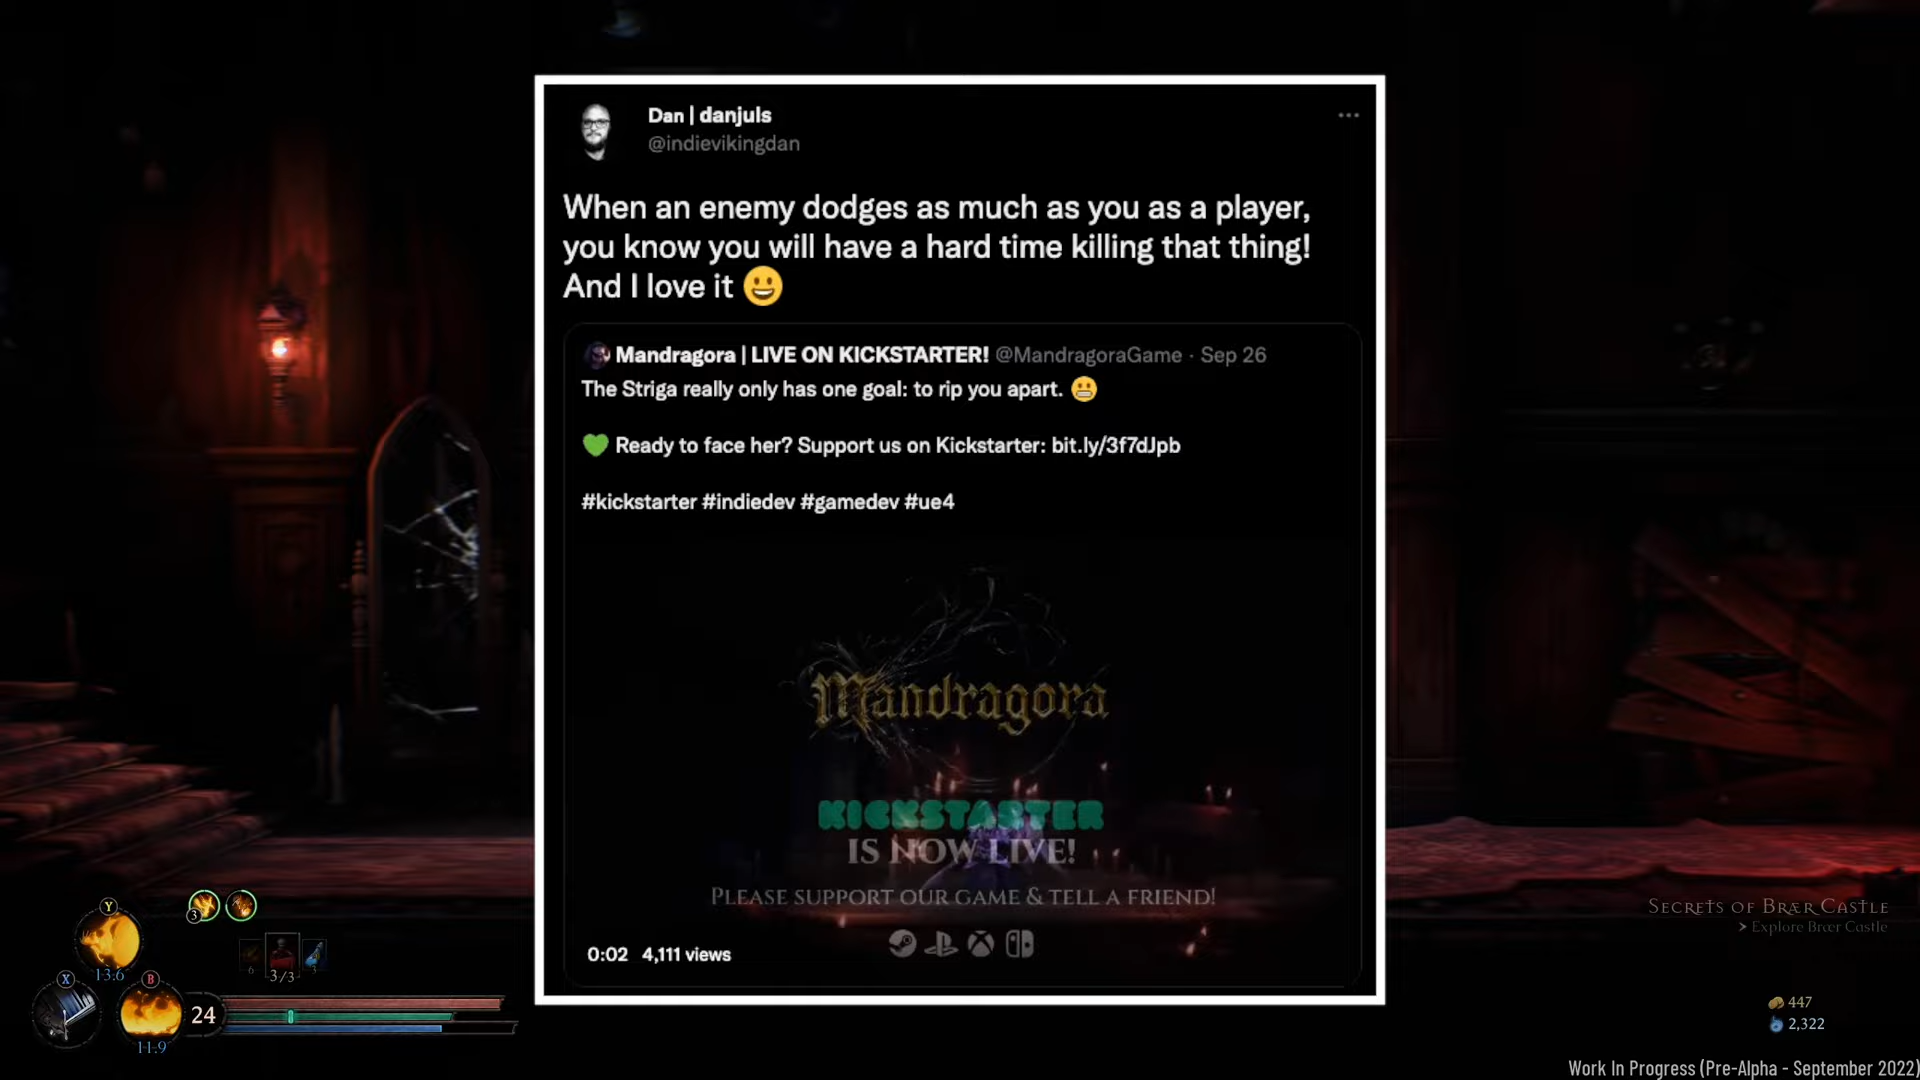 Dan | danjuls
@indievikingdan
When an enemy dodges as much as you as a player,
you know you will have a hard time killing that thing!
And I love it 😀
Mandragora | LIVE ON KICKSTARTER! @MandragoraGame · Sep 26
The Striga really only has one goal: to rip you apart. 😬
💚 Ready to face her? Support us on Kickstarter: bit.ly/3f7dJpb
#kickstarter #indiedev #gamedev #ue4
Mandragora
KICKSTARTER
IS NOW LIVE!
PLEASE SUPPORT OUR GAME & TELL A FRIEND!
0:02 4,111 views
Y
3
13.6
6
3/3
3
X
B
24
11.9
SECRETS OF BRÆR CASTLE
> Explore Brær Castle
447
2,322
Work In Progress (Pre-Alpha - September 2022)